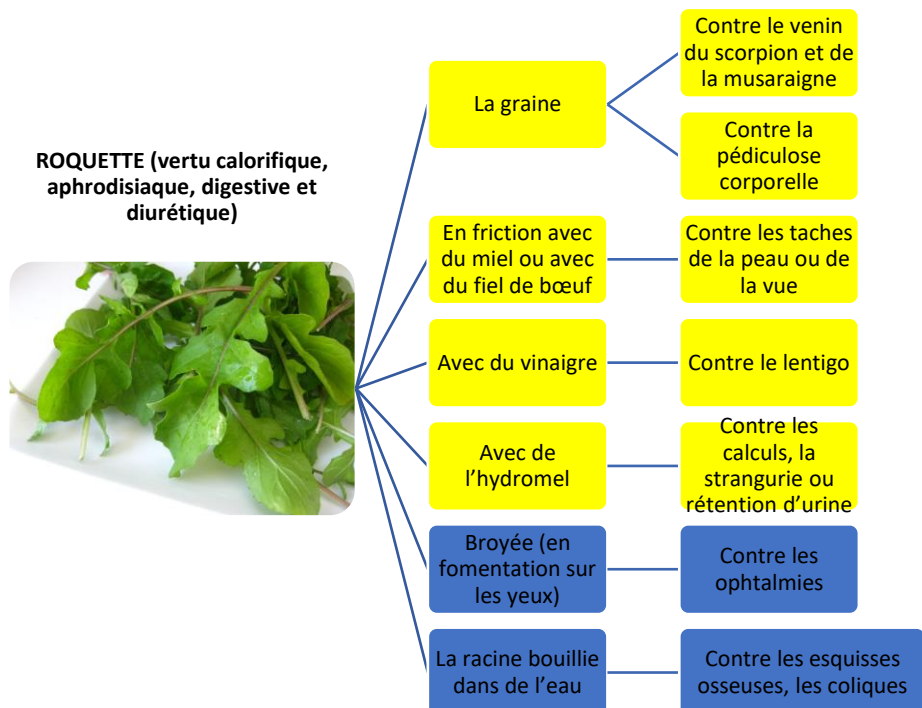 ROQUETTE (vertu calorifique,
aphrodisiaque, digestive et
diurétique)
La graine
Contre le venin
du scorpion et de
la musaraigne
Contre la
pédiculose
corporelle
En friction avec
du miel ou avec
du fiel de bœuf
Contre les taches
de la peau ou de
la vue
Avec du vinaigre
Contre le lentigo
Avec de
l’hydromel
Contre les
calculs, la
strangurie ou
rétention d’urine
Broyée (en
fomentation sur
les yeux)
Contre les
ophtalmies
La racine bouillie
dans de l’eau
Contre les esquisses
osseuses, les coliques